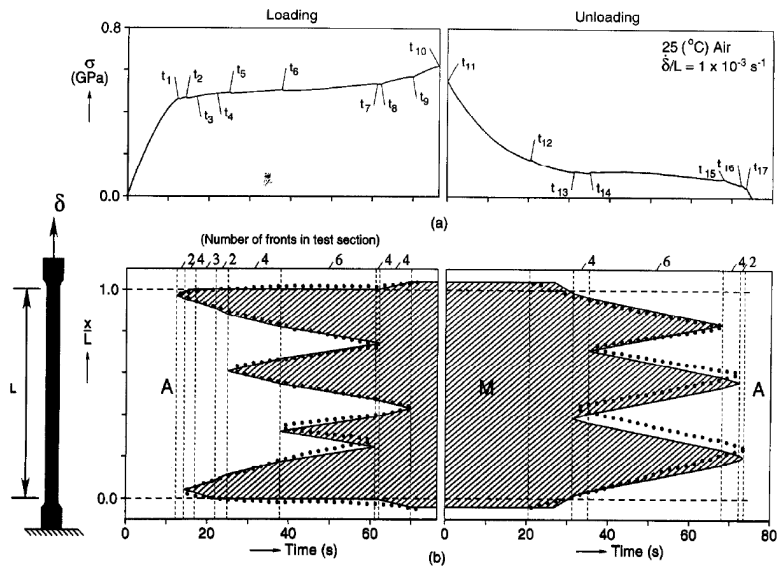 Loading Unloading
0.8
σ
(GPa)
0.0
t1 t2 t3 t4 t5 t6 t7 t8 t9 t10
t11 t12 t13 t14 t15 t16 t17
25 (°C) Air
δ̇/L = 1 x 10⁻³ s⁻¹
(a)
(Number of fronts in test section)
2 4 3 2 4 6 4 4
4 6 4 2
δ
L
x
L
1.0
0.0
A M A
0 20 40 60 0 20 40 60 80
Time (s) Time (s)
(b)